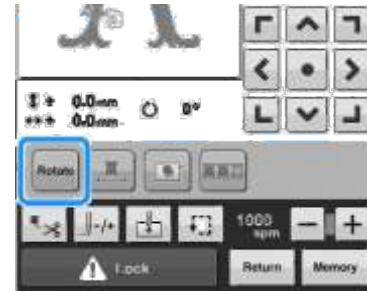 0.0mm 0°
0.0mm
Rotate
-/+
1000
spm
- +
Lock
Return Memory